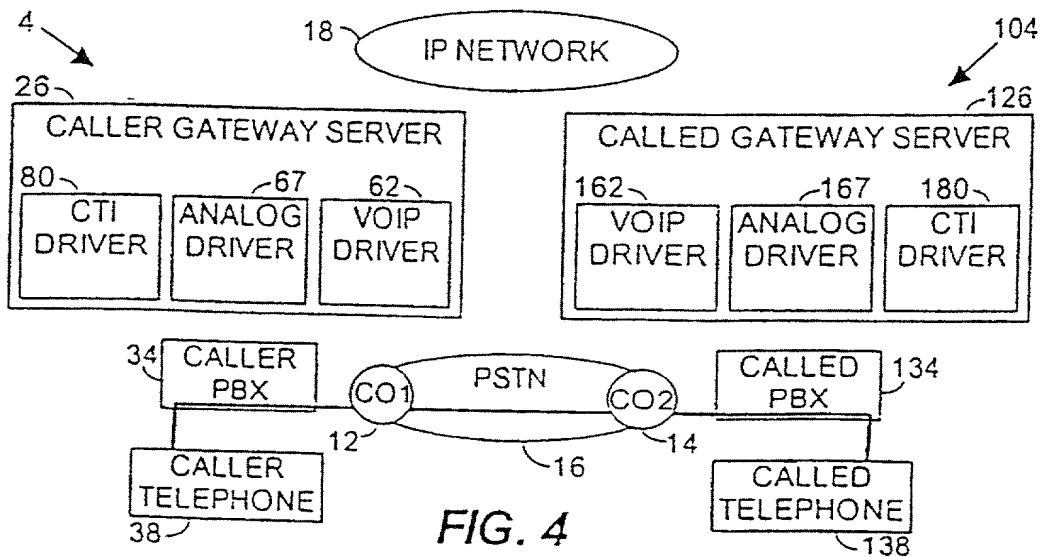 4
18
IP NETWORK
104
26
CALLER GATEWAY SERVER
80
CTI
DRIVER
67
ANALOG
DRIVER
62
VOIP
DRIVER
126
CALLED GATEWAY SERVER
162
VOIP
DRIVER
167
ANALOG
DRIVER
180
CTI
DRIVER
34
CALLER
PBX
CO1
12
PSTN
16
CO2
14
CALLED
PBX
134
CALLER
TELEPHONE
38
CALLED
TELEPHONE
138
FIG. 4